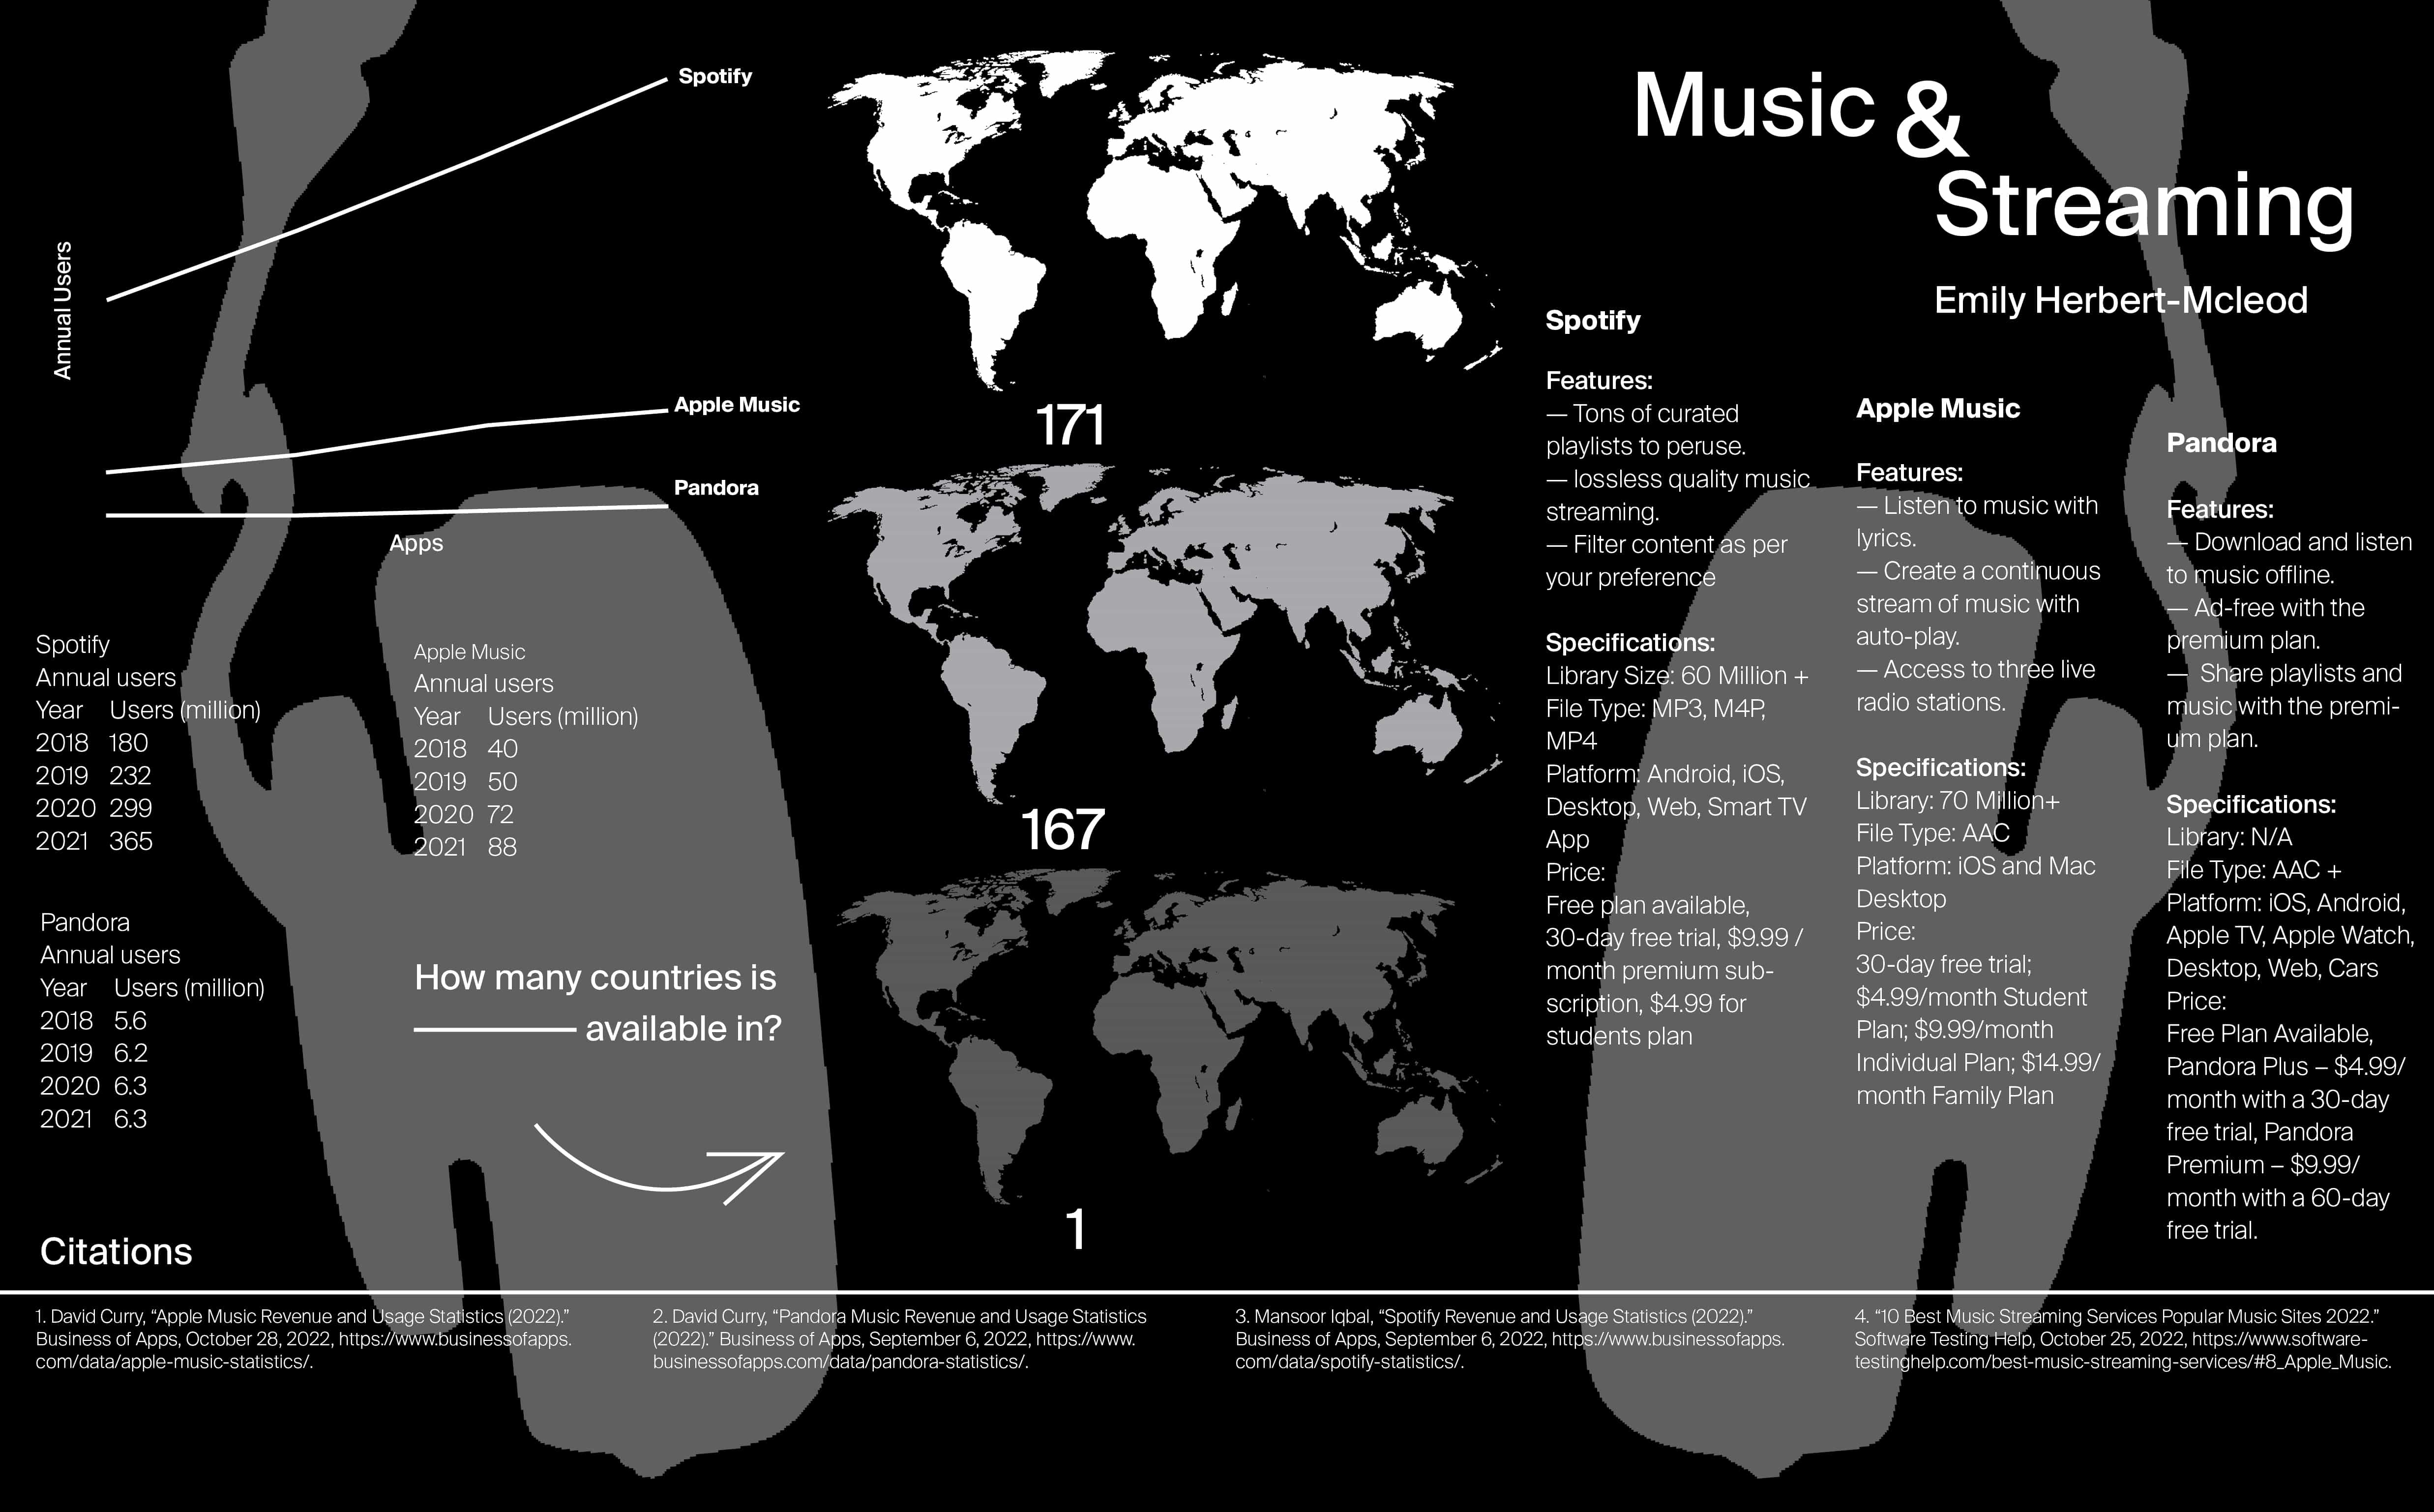 Music &
Streaming
Emily Herbert-Mcleod
Annual Users
Spotify
Apple Music
Pandora
Apps
Spotify
Annual users
Year Users (million)
2018 180
2019 232
2020 299
2021 365
Apple Music
Annual users
Year Users (million)
2018 40
2019 50
2020 72
2021 88
Pandora
Annual users
Year Users (million)
2018 5.6
2019 6.2
2020 6.3
2021 6.3
How many countries is
____ available in?
171
167
1
Spotify
Features:
— Tons of curated
playlists to peruse.
— lossless quality music
streaming.
— Filter content as per
your preference
Specifications:
Library Size: 60 Million +
File Type: MP3, M4P,
MP4
Platform: Android, iOS,
Desktop, Web, Smart TV
App
Price:
Free plan available,
30-day free trial, $9.99 /
month premium sub-
scription, $4.99 for
students plan
Apple Music
Features:
— Listen to music with
lyrics.
— Create a continuous
stream of music with
auto-play.
— Access to three live
radio stations.
Specifications:
Library: 70 Million+
File Type: AAC
Platform: iOS and Mac
Desktop
Price:
30-day free trial;
$4.99/month Student
Plan; $9.99/month
Individual Plan; $14.99/
month Family Plan
Pandora
Features:
— Download and listen
to music offline.
— Ad-free with the
premium plan.
— Share playlists and
music with the premi-
um plan.
Specifications:
Library: N/A
File Type: AAC +
Platform: iOS, Android,
Apple TV, Apple Watch,
Desktop, Web, Cars
Price:
Free Plan Available,
Pandora Plus – $4.99/
month with a 30-day
free trial, Pandora
Premium – $9.99/
month with a 60-day
free trial.
Citations
1. David Curry, “Apple Music Revenue and Usage Statistics (2022).”
Business of Apps, October 28, 2022, https://www.businessofapps.
com/data/apple-music-statistics/.
2. David Curry, “Pandora Music Revenue and Usage Statistics
(2022).” Business of Apps, September 6, 2022, https://www.
businessofapps.com/data/pandora-statistics/.
3. Mansoor Iqbal, “Spotify Revenue and Usage Statistics (2022).”
Business of Apps, September 6, 2022, https://www.businessofapps.
com/data/spotify-statistics/.
4. “10 Best Music Streaming Services Popular Music Sites 2022.”
Software Testing Help, October 25, 2022, https://www.software-
testinghelp.com/best-music-streaming-services/#8_Apple_Music.